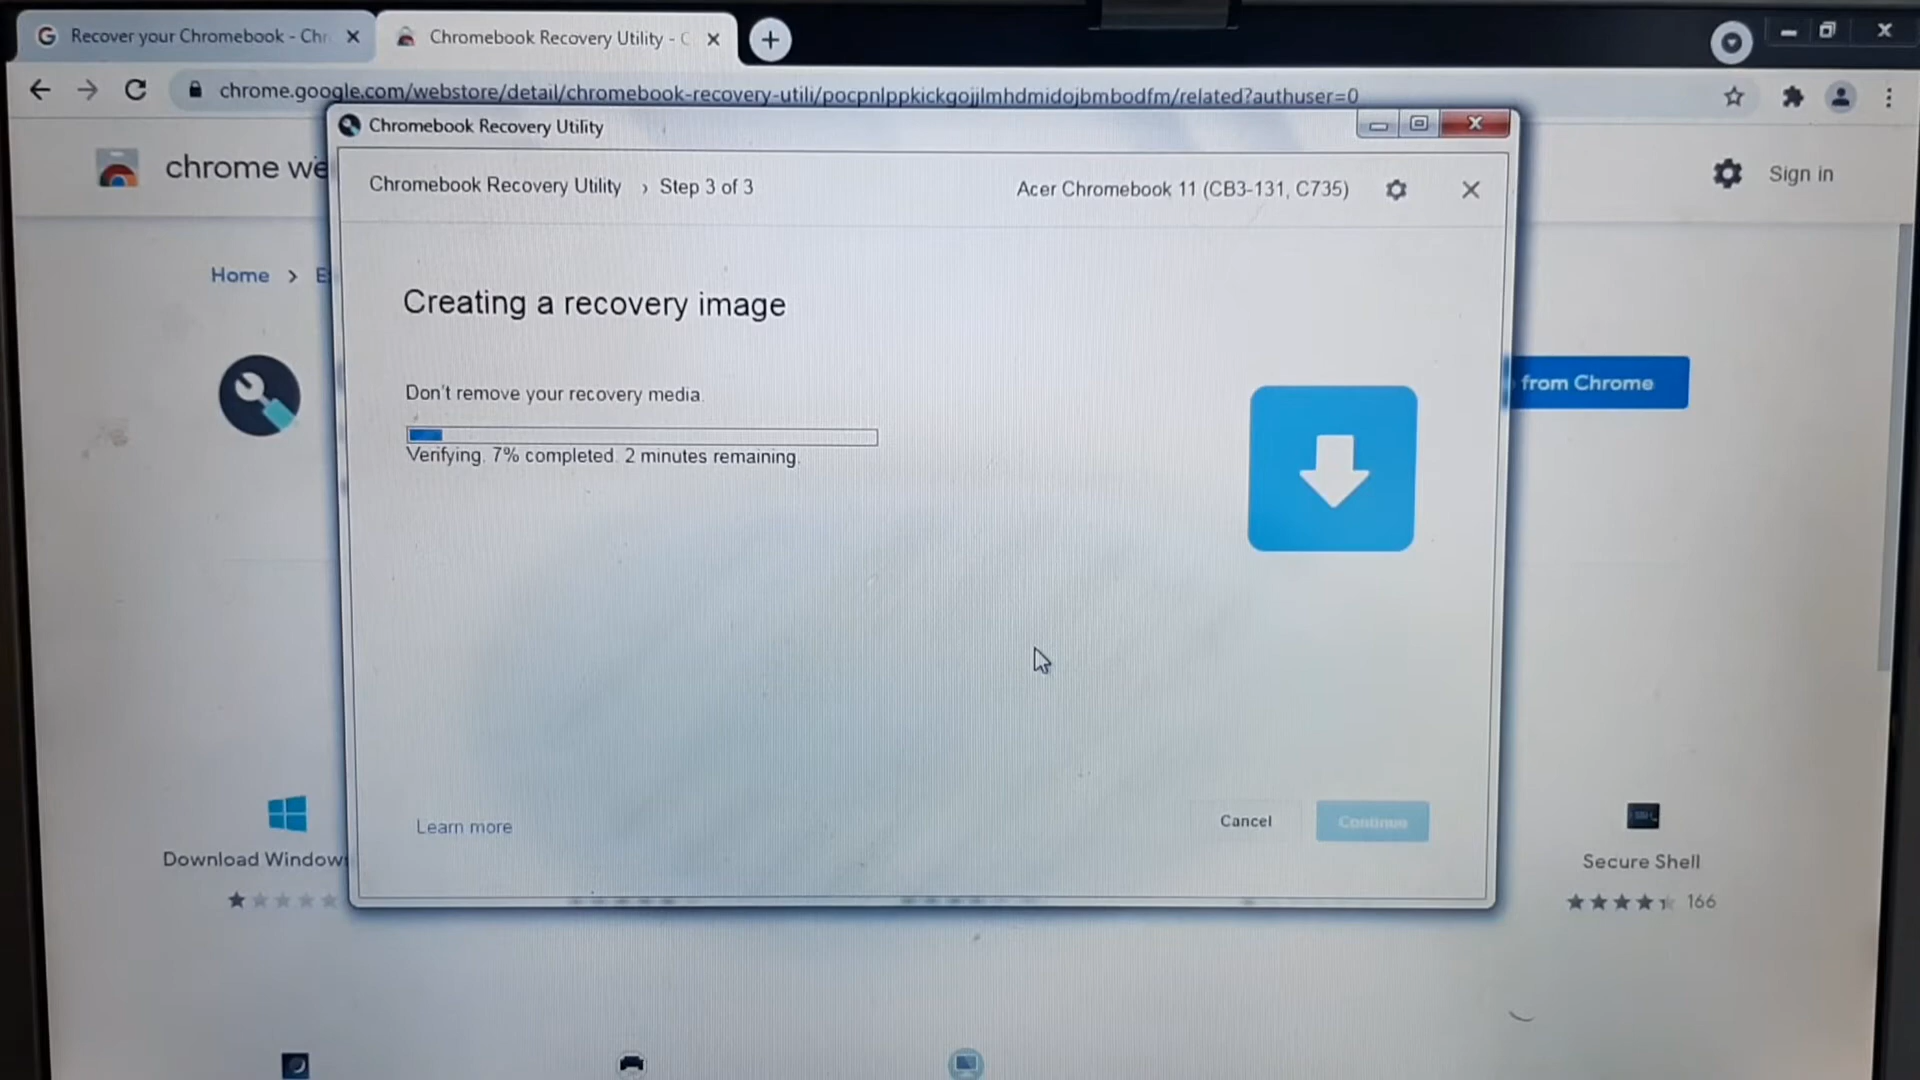 Recover your Chromebook - Chr
Chromebook Recovery Utility - C
chrome.google.com/webstore/detail/chromebook-recovery-utili/pocpnlppkickgojjlmhdmidojbmbodfm/related?authuser=0
Chromebook Recovery Utility
chrome we
Sign in
Chromebook Recovery Utility › Step 3 of 3
Acer Chromebook 11 (CB3-131, C735)
Home > E
Creating a recovery image
from Chrome
Don't remove your recovery media.
Verifying. 7% completed. 2 minutes remaining.
Learn more
Cancel
Continue
Download Window
Secure Shell
166